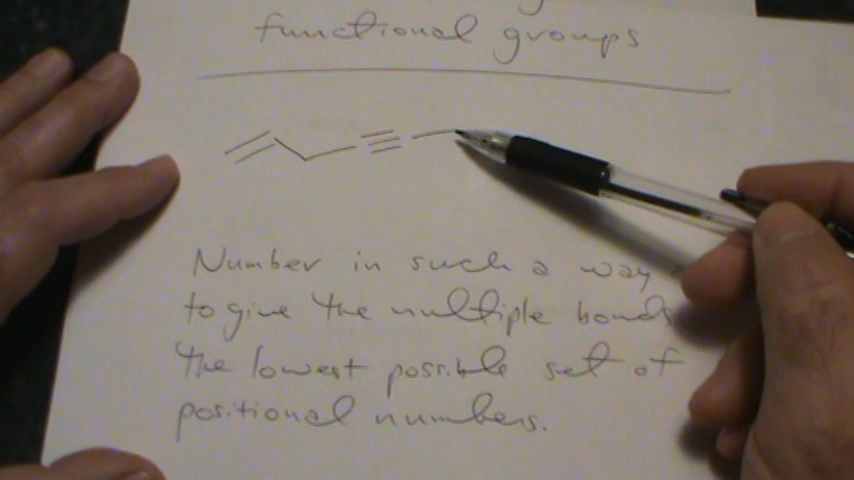 functional groups
Number in such a way
to give the multiple bonds
the lowest possible set of
positional numbers.